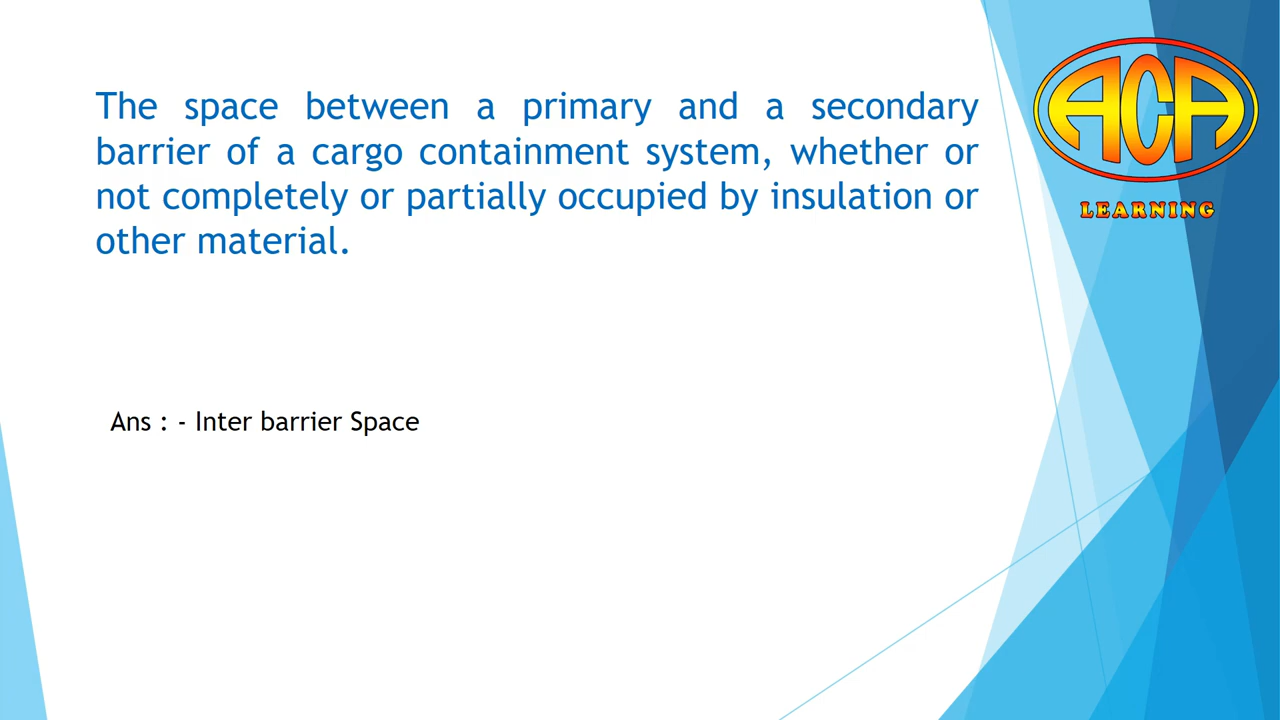 The space between a primary and a secondary
barrier of a cargo containment system, whether or
not completely or partially occupied by insulation or
other material.
Ans : - Inter barrier Space
ACA
LEARNING